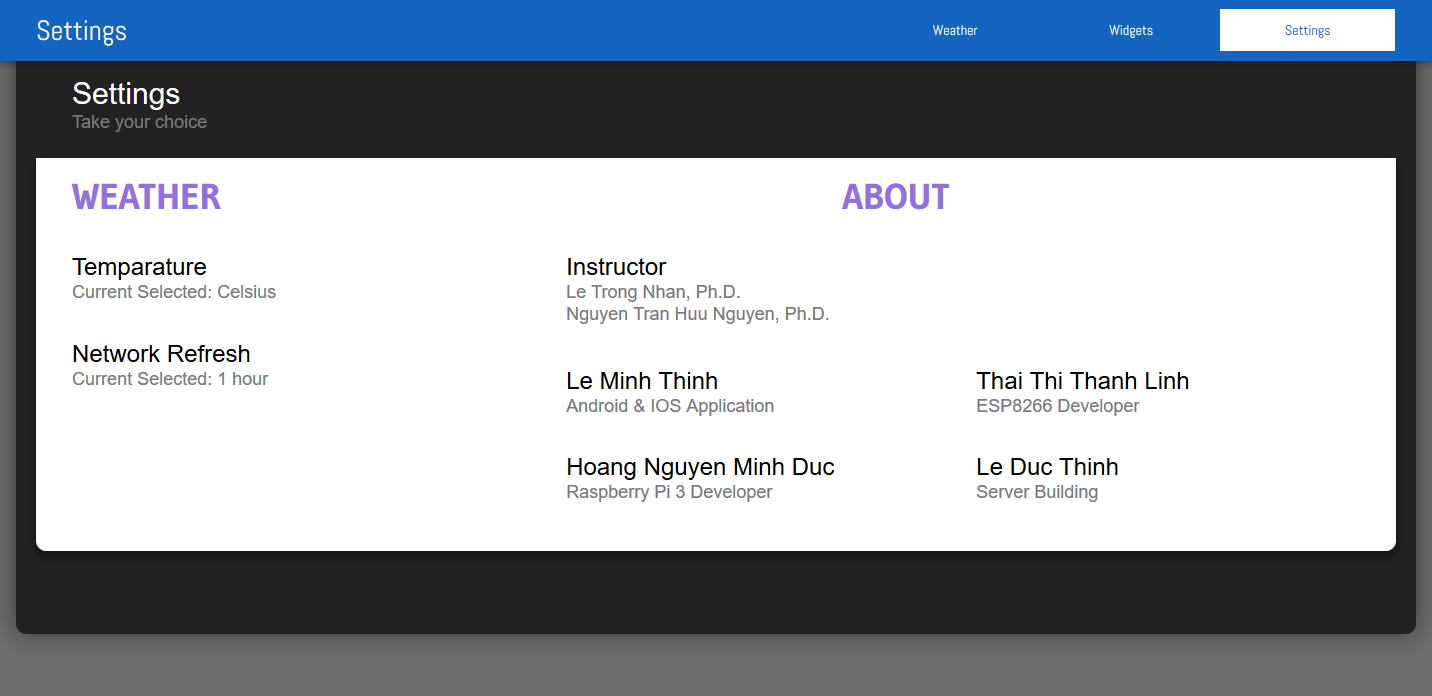 Settings
Weather
Widgets
Settings
Settings
Take your choice
WEATHER
Temparature
Current Selected: Celsius
Network Refresh
Current Selected: 1 hour
ABOUT
Instructor
Le Trong Nhan, Ph.D.
Nguyen Tran Huu Nguyen, Ph.D.
Le Minh Thinh
Android & IOS Application
Thai Thi Thanh Linh
ESP8266 Developer
Hoang Nguyen Minh Duc
Raspberry Pi 3 Developer
Le Duc Thinh
Server Building